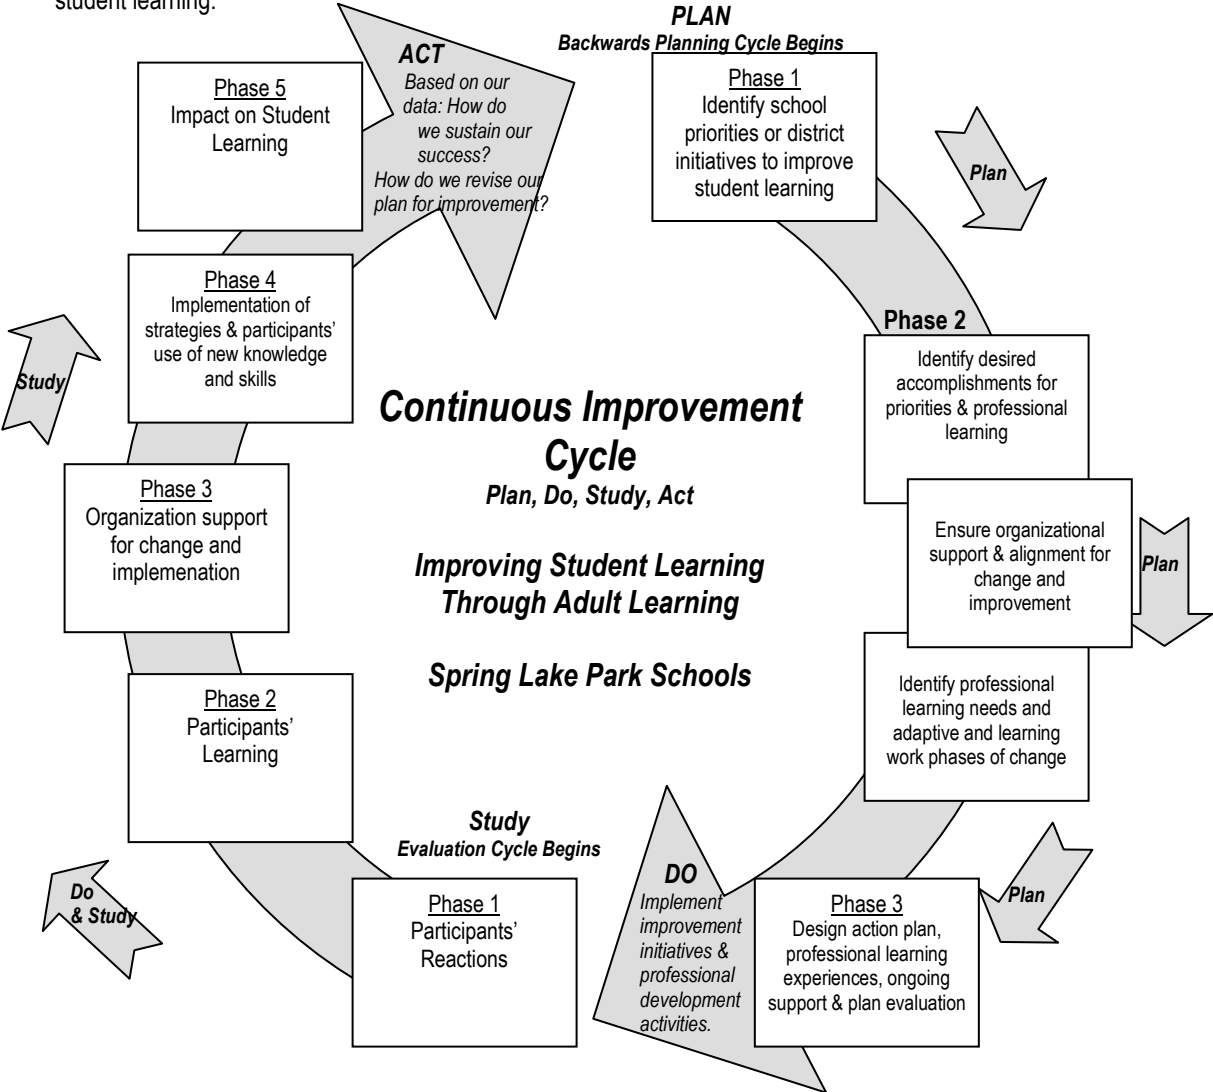 student learning.
PLAN
Backwards Planning Cycle Begins
Phase 1
Identify school
priorities or district
initiatives to improve
student learning
Plan
Phase 2
Identify desired
accomplishments for
priorities & professional
learning
Ensure organizational
support & alignment for
change and
improvement
Plan
Identify professional
learning needs and
adaptive and learning
work phases of change
Plan
Phase 3
Design action plan,
professional learning
experiences, ongoing
support & plan evaluation
DO
Implement
improvement
initiatives &
professional
development
activities.
Study
Evaluation Cycle Begins
Phase 1
Participants’
Reactions
Do
& Study
Phase 2
Participants’
Learning
Phase 3
Organization support
for change and
implemenation
Study
Phase 4
Implementation of
strategies & participants’
use of new knowledge
and skills
Phase 5
Impact on Student
Learning
ACT
Based on our
data: How do
we sustain our
success?
How do we revise our
plan for improvement?
Continuous Improvement
Cycle
Plan, Do, Study, Act
Improving Student Learning
Through Adult Learning
Spring Lake Park Schools